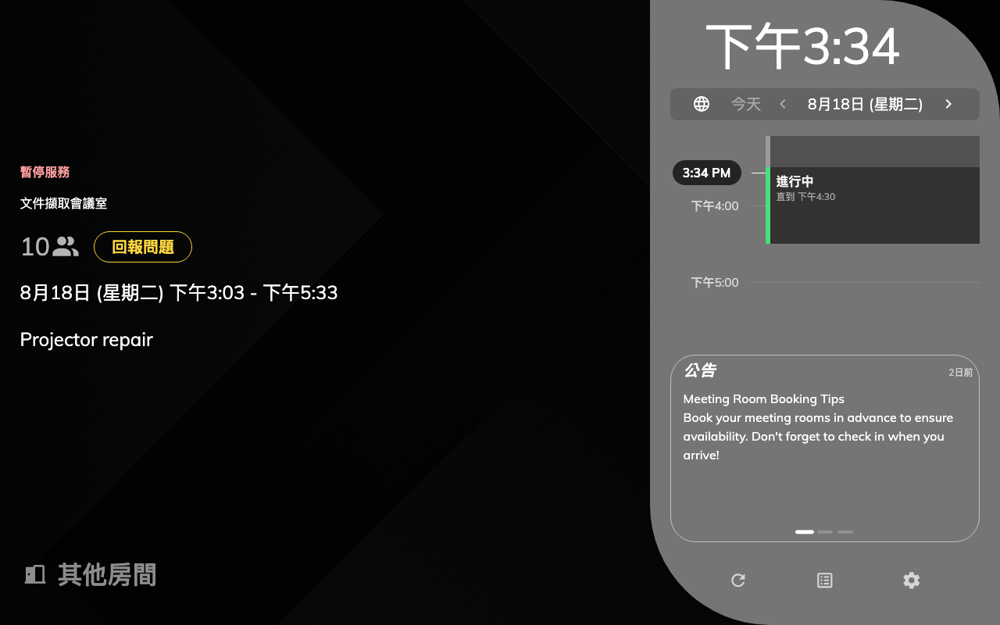 暫停服務
文件擷取會議室
10
回報問題
8月18日 (星期二) 下午3:03 - 下午5:33
Projector repair
其他房間
下午3:34
今天
8月18日 (星期二)
3:34 PM
進行中
直到 下午4:30
下午4:00
下午5:00
公告
2日前
Meeting Room Booking Tips
Book your meeting rooms in advance to ensure
availability. Don't forget to check in when you
arrive!